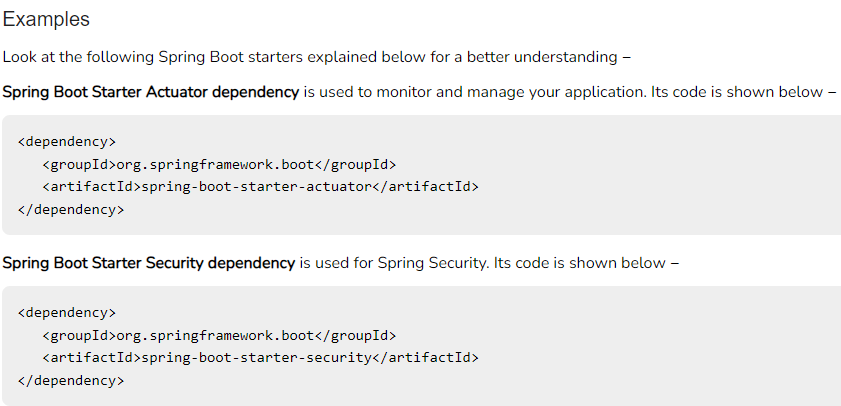 Examples
Look at the following Spring Boot starters explained below for a better understanding −
Spring Boot Starter Actuator dependency is used to monitor and manage your application. Its code is shown below −
<dependency>
   <groupId>org.springframework.boot</groupId>
   <artifactId>spring-boot-starter-actuator</artifactId>
</dependency>
Spring Boot Starter Security dependency is used for Spring Security. Its code is shown below −
<dependency>
   <groupId>org.springframework.boot</groupId>
   <artifactId>spring-boot-starter-security</artifactId>
</dependency>